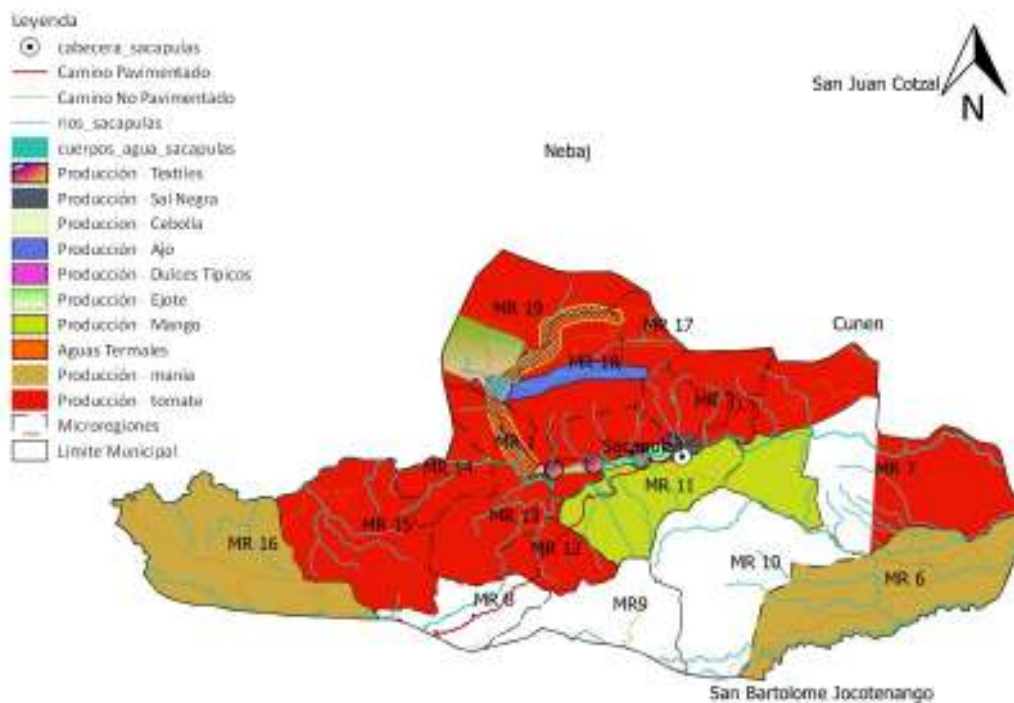 Leyenda
cabecera_sacapulas
Camino Pavimentado
Camino No Pavimentado
rios_sacapulas
cuerpos_agua_sacapulas
Producción Textiles
Producción Sal Negra
Produccion Cebolla
Producción Ajo
Producción Dulces Típicos
Producción Ejote
Producción Mango
Aguas Termales
Producción mania
Producción tomate
Microregiones
Limite Municipal
San Juan Cotzal
N
Nebaj
Cunen
MR 19
MR 17
MR 18
MR 14
MR 11
MR 7
MR 13
MR 15
MR 12
MR 16
MR 10
MR 6
MR 8
MR9
San Bartolome Jocotenango